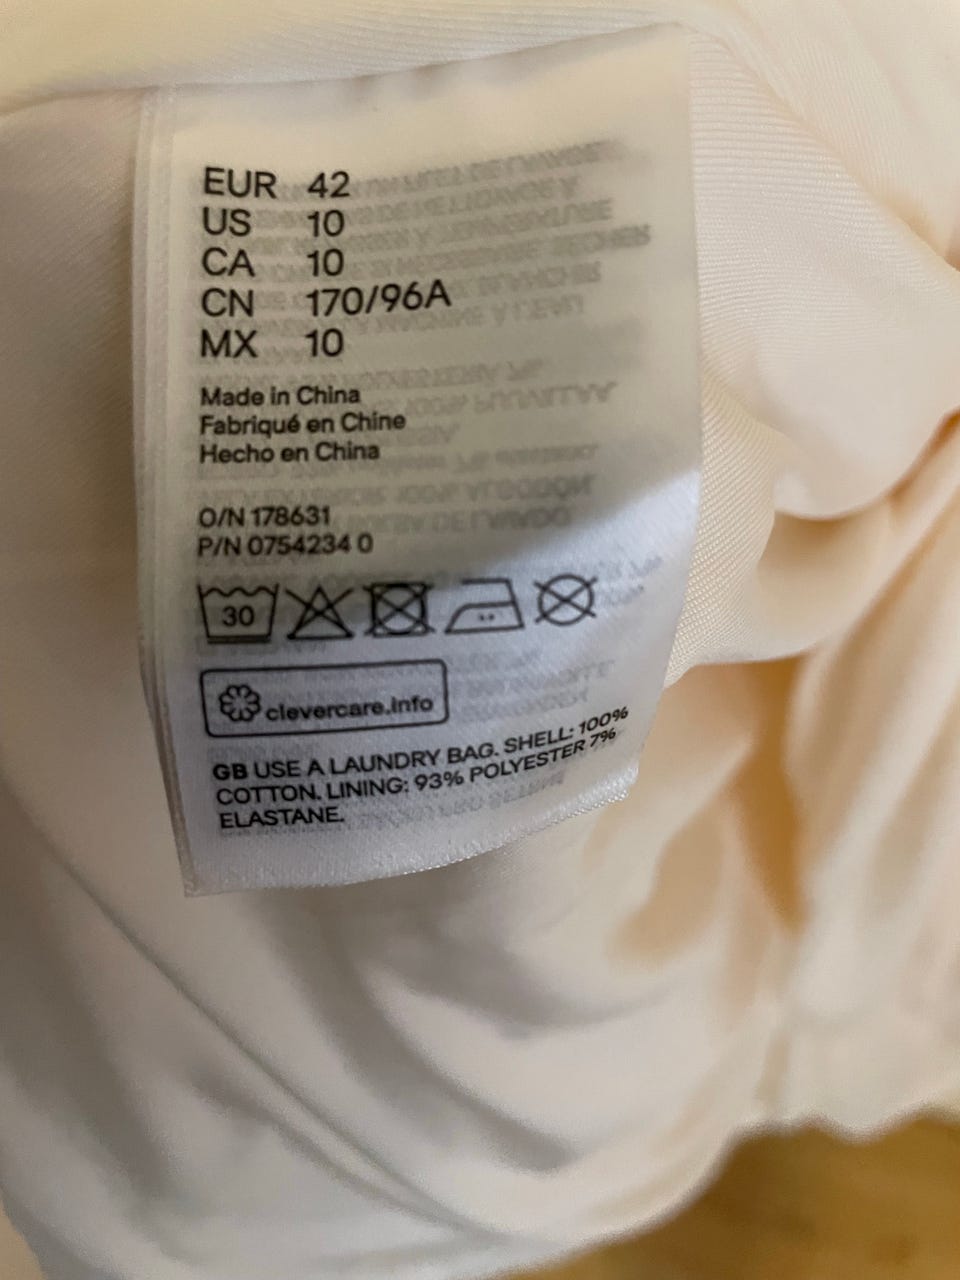 EUR 42
US 10
CA 10
CN 170/96A
MX 10
Made in China
Fabriqué en Chine
Hecho en China
O/N 178631
P/N 0754234 0
30
clevercare.info
GB USE A LAUNDRY BAG. SHELL: 100%
COTTON. LINING: 93% POLYESTER 7%
ELASTANE.